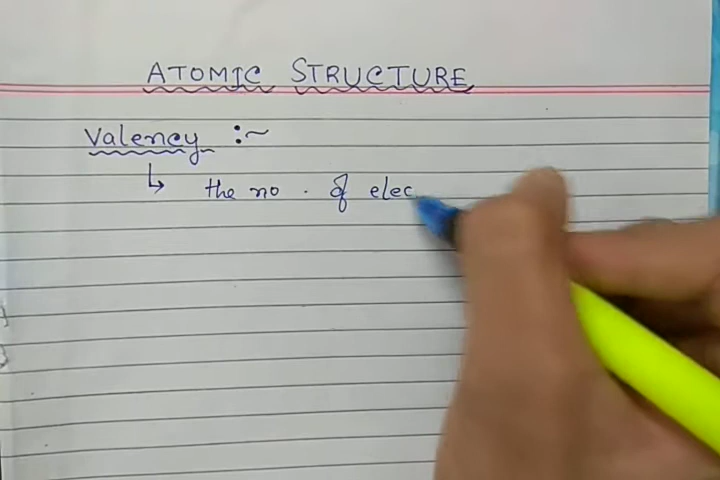 ATOMIC STRUCTURE
Valency :~
↳ the no. of elec